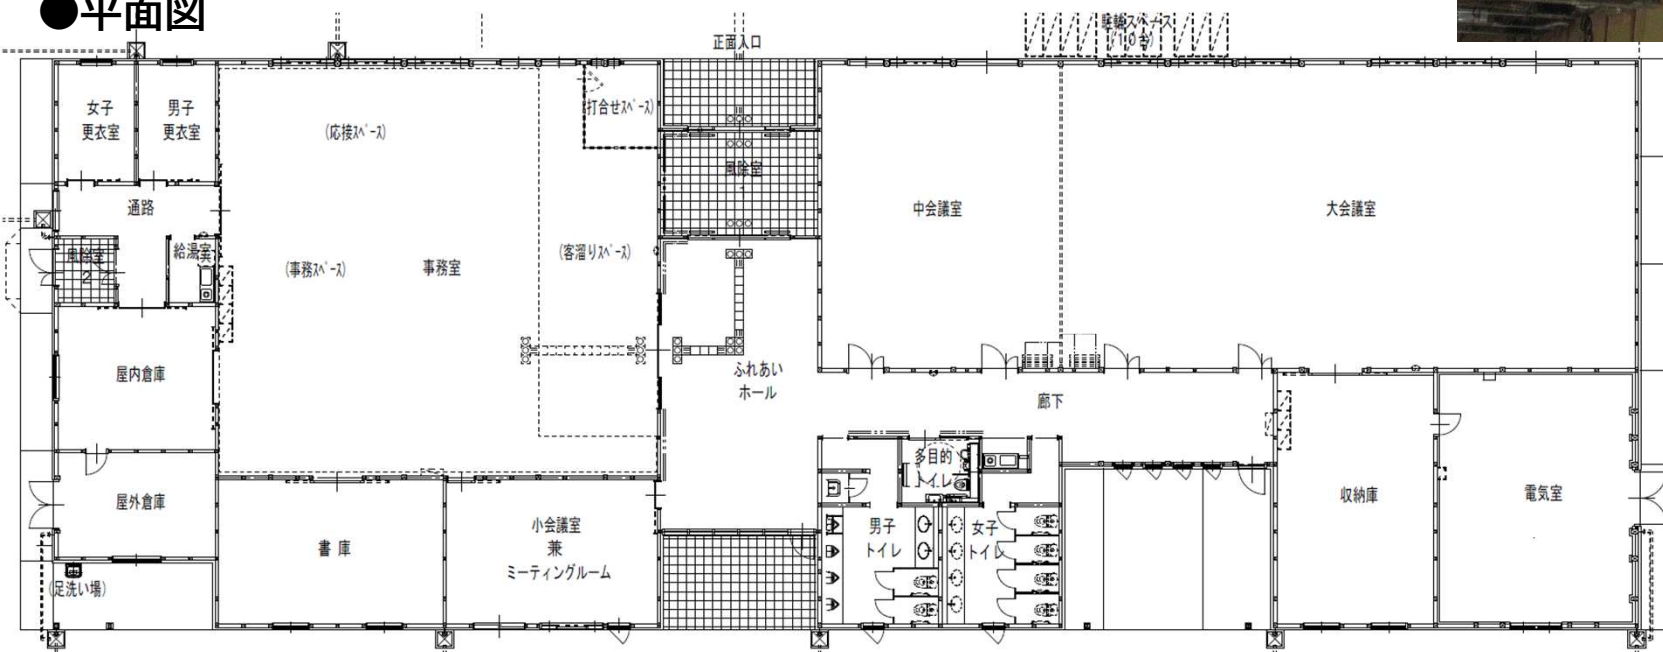 ●平面図
正面入口
駐輪スペース
(10台)
女子
更衣室
男子
更衣室
(応接スペース)
打合せスペース)
風除室
通路
中会議室
大会議室
風除室
2
給湯室
(事務スペース)
事務室
(客溜りスペース)
屋内倉庫
ふれあい
ホール
廊下
多目的
トイレ
屋外倉庫
収納庫
電気室
書 庫
小会議室
兼
ミーティングルーム
男子
トイレ
女子
トイレ
(足洗い場)